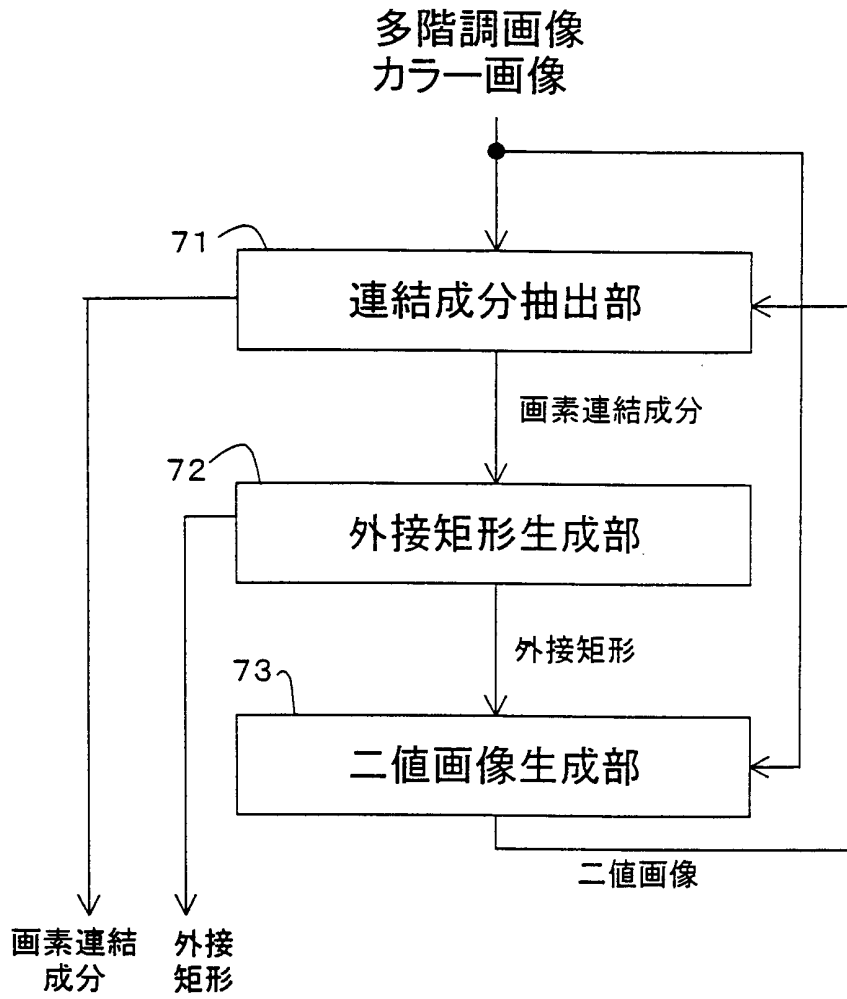 多階調画像
カラー画像
71
連結成分抽出部
画素連結成分
72
外接矩形生成部
外接矩形
73
二値画像生成部
二値画像
画素連結
成分
外接
矩形